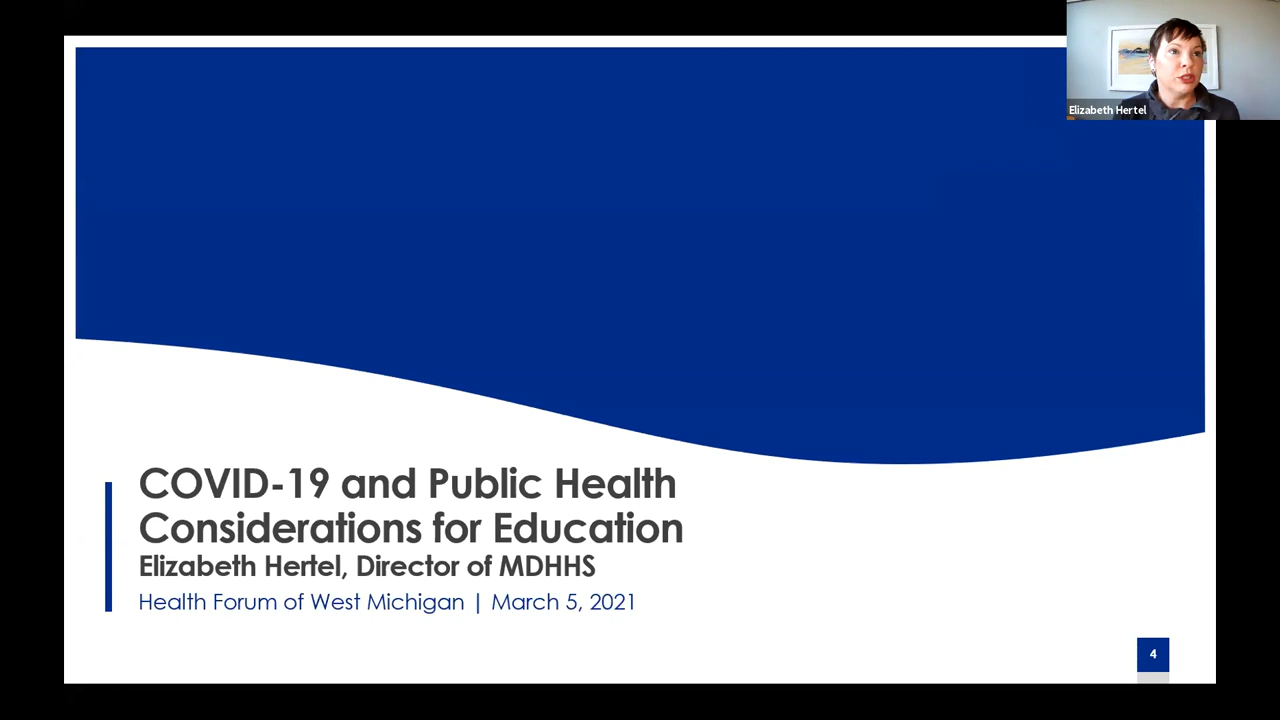 Elizabeth Hertel
COVID-19 and Public Health
Considerations for Education
Elizabeth Hertel, Director of MDHHS
Health Forum of West Michigan | March 5, 2021
4